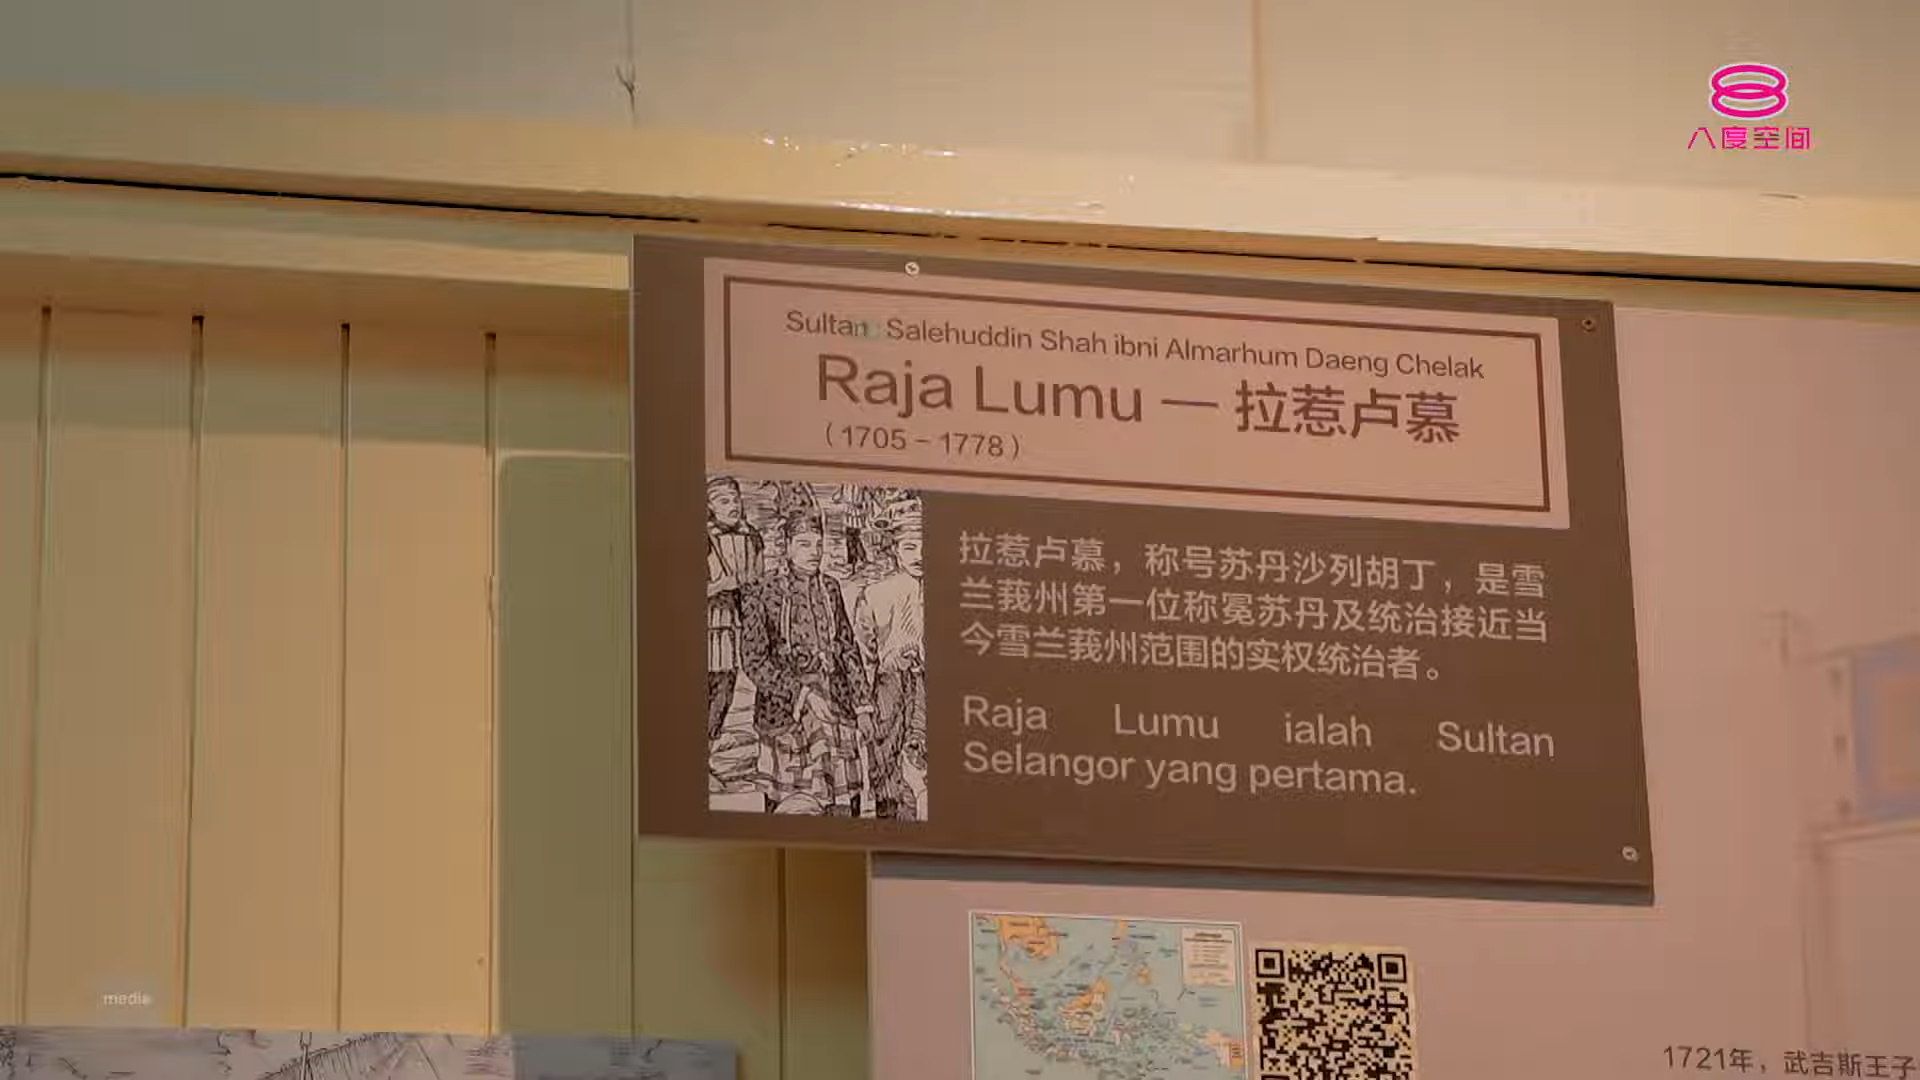 八度空间
Sultan Salehuddin Shah ibni Almarhum Daeng Chelak
Raja Lumu — 拉惹卢慕
（1705 – 1778）
拉惹卢慕，称号苏丹沙列胡丁，是雪
兰莪州第一位称冕苏丹及统治接近当
今雪兰莪州范围的实权统治者。
Raja Lumu ialah Sultan
Selangor yang pertama.
media
1721年，武吉斯王子